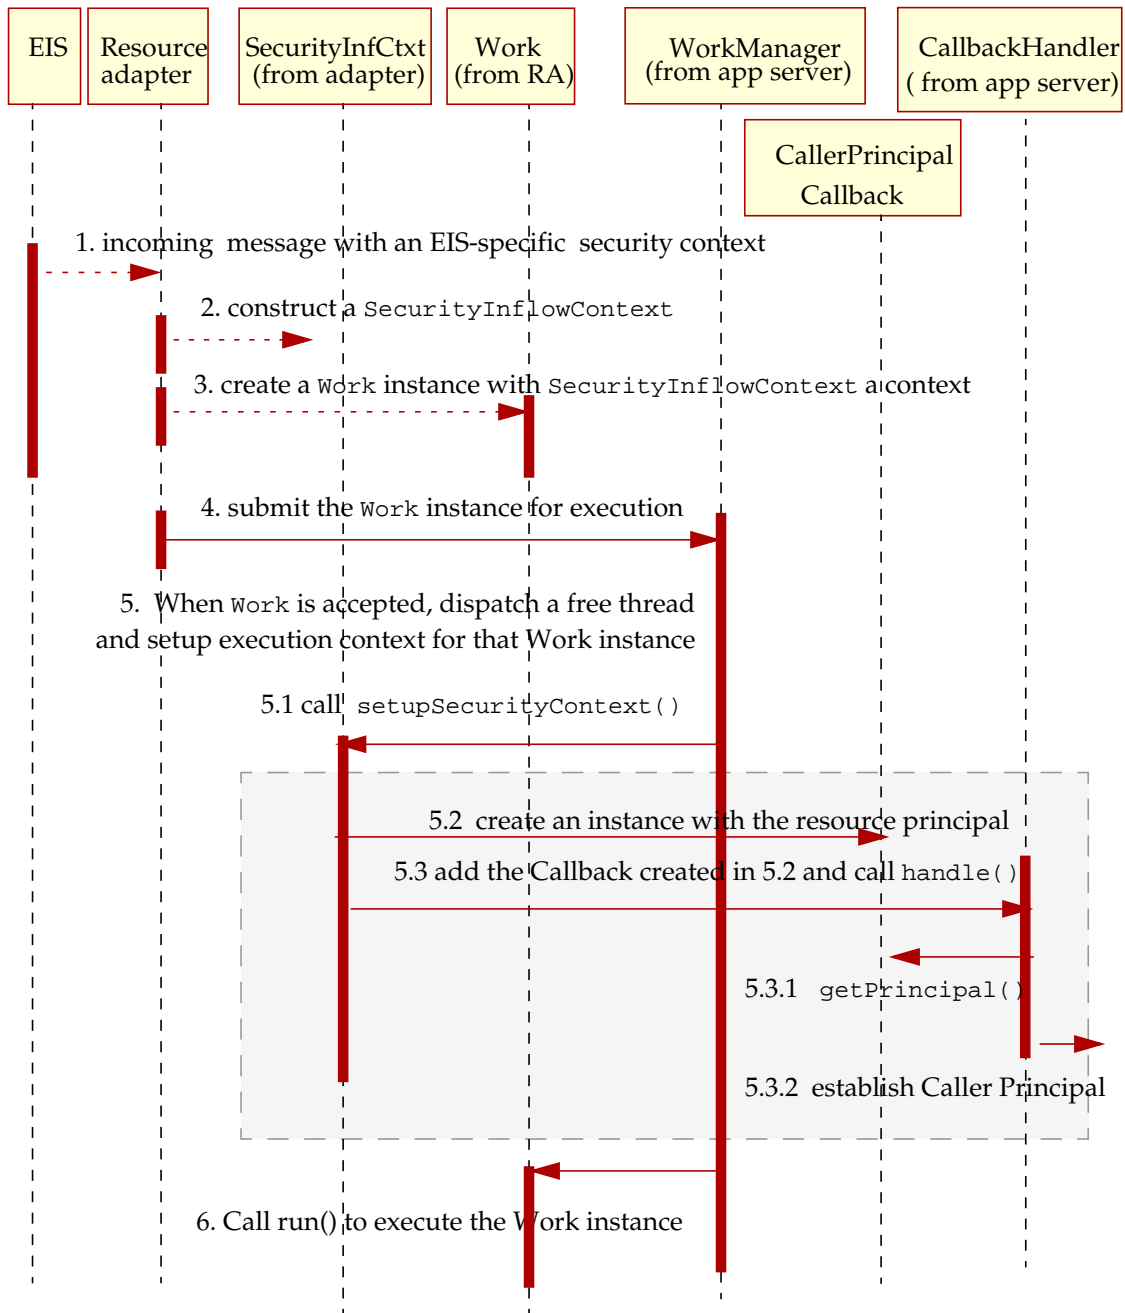 EIS
Resource
adapter
SecurityInfCtxt
(from adapter)
Work
(from RA)
WorkManager
(from app server)
CallbackHandler
( from app server)
CallerPrincipal
Callback
1. incoming message with an EIS-specific security context
2. construct a SecurityInflowContext
3. create a Work instance with SecurityInflowContext a context
4. submit the Work instance for execution
5. When Work is accepted, dispatch a free thread
and setup execution context for that Work instance
5.1 call setupSecurityContext()
5.2 create an instance with the resource principal
5.3 add the Callback created in 5.2 and call handle()
5.3.1 getPrincipal()
5.3.2 establish Caller Principal
6. Call run() to execute the Work instance